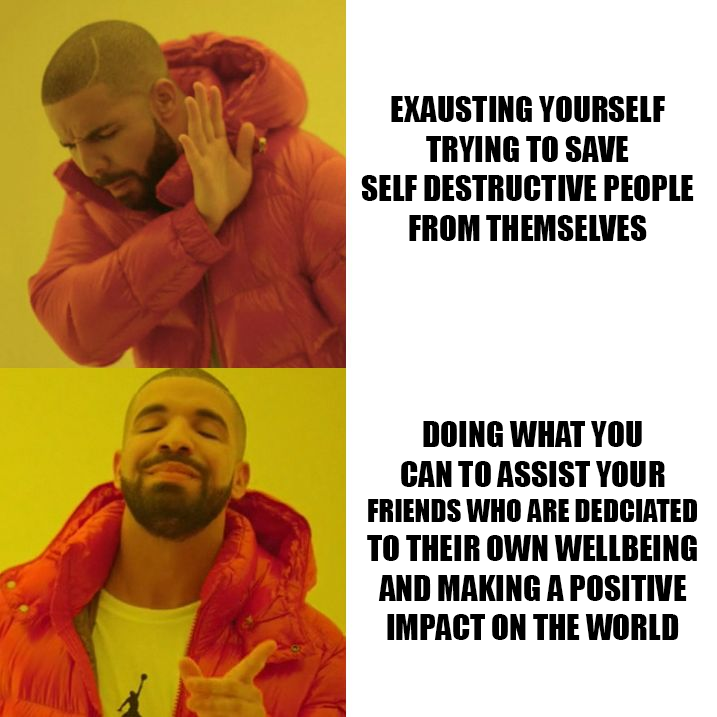 EXAUSTING YOURSELF
TRYING TO SAVE
SELF DESTRUCTIVE PEOPLE
FROM THEMSELVES
DOING WHAT YOU
CAN TO ASSIST YOUR
FRIENDS WHO ARE DEDCIATED
TO THEIR OWN WELLBEING
AND MAKING A POSITIVE
IMPACT ON THE WORLD